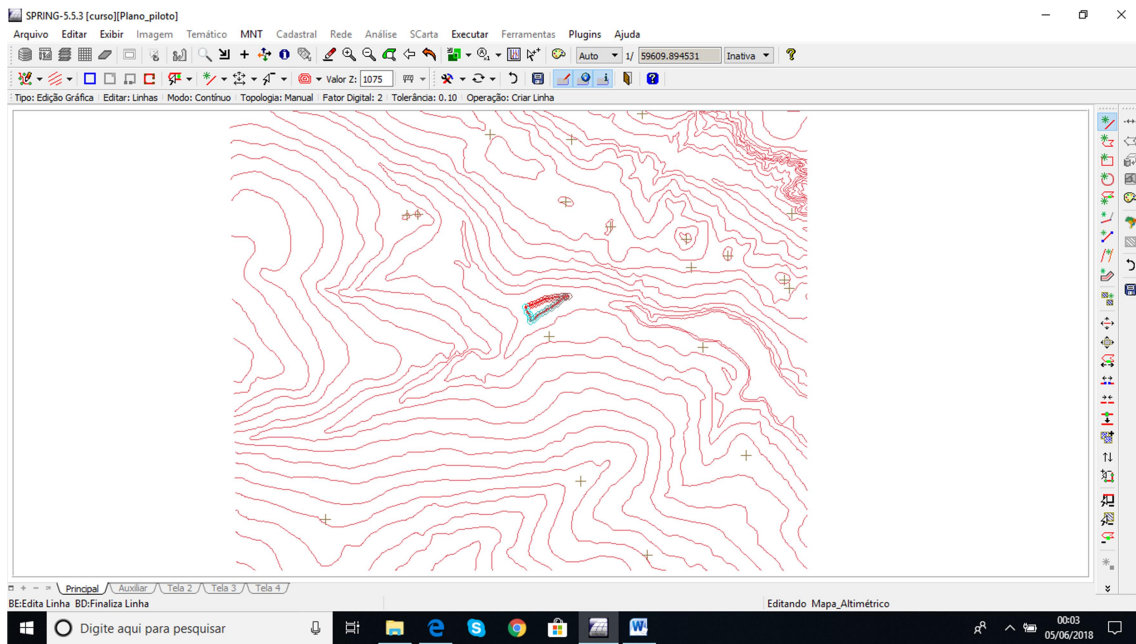 SPRING-5.5.3 [curso][Plano_piloto]
Arquivo Editar Exibir Imagem Temático MNT Cadastral Rede Análise SCarta Executar Ferramentas Plugins Ajuda
Auto 1/ 59609.894531 Inativa
Valor Z: 1075
Tipo: Edição Gráfica Editar: Linhas Modo: Contínuo Topologia: Manual Fator Digital: 2 Tolerância: 0.10 Operação: Criar Linha
Principal Auxiliar Tela 2 Tela 3 Tela 4
BE:Edita Linha BD:Finaliza Linha Editando Mapa_Altimétrico
Digite aqui para pesquisar 00:03
05/06/2018